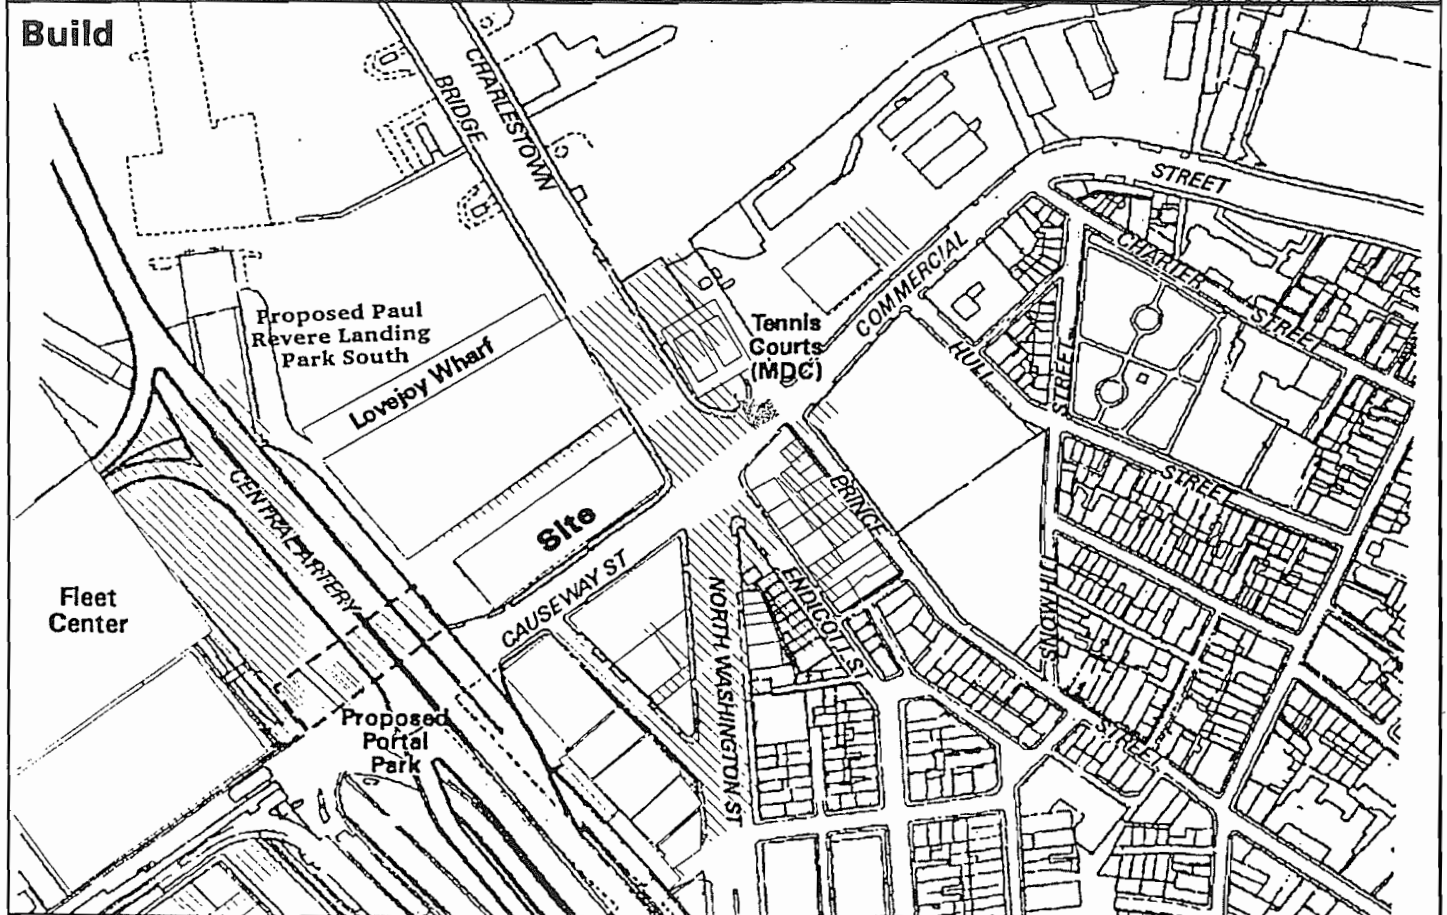 Build
CHARLESTOWN
BRIDGE
STREET
CHARTER
STREET
COMMERCIAL
Proposed Paul
Revere Landing
Park South
Lovejoy Wharf
Tennis
Courts
(MDC)
HULL
STREET
STREET
CENTRAL ARTERY
Site
PRINCE
CAUSEWAY ST
ENDICOTT ST
NORTH WASHINGTON ST
SNOWHILL
Fleet
Center
Proposed
Portal
Park
STREET